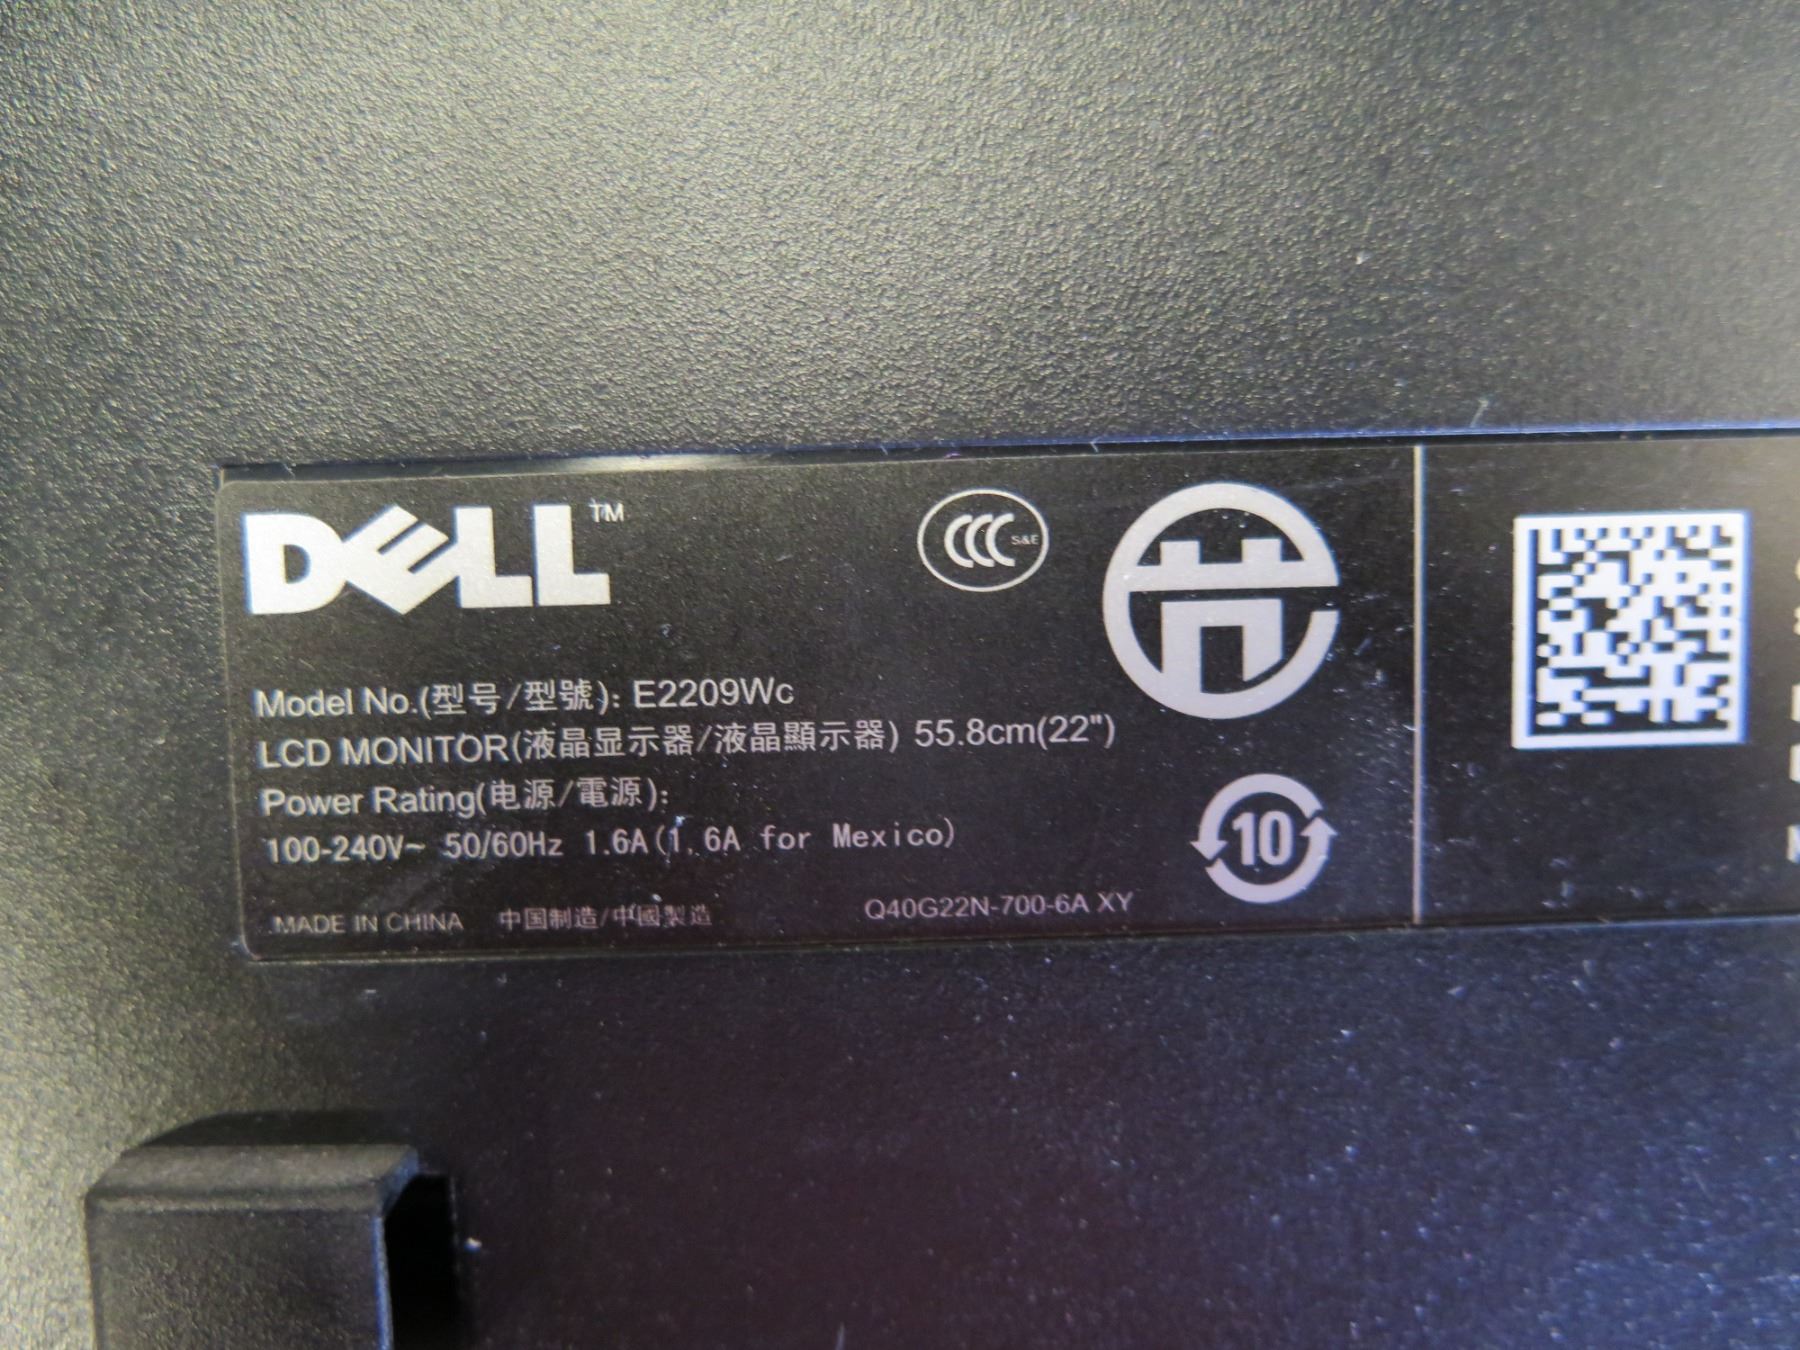 DELL™
CCC S&E
Model No.(型号/型號): E2209Wc
LCD MONITOR(液晶显示器/液晶顯示器) 55.8cm(22")
Power Rating(电源/電源):
100-240V~ 50/60Hz 1.6A(1.6A for Mexico)
10
MADE IN CHINA 中国制造/中國製造 Q40G22N-700-6A XY